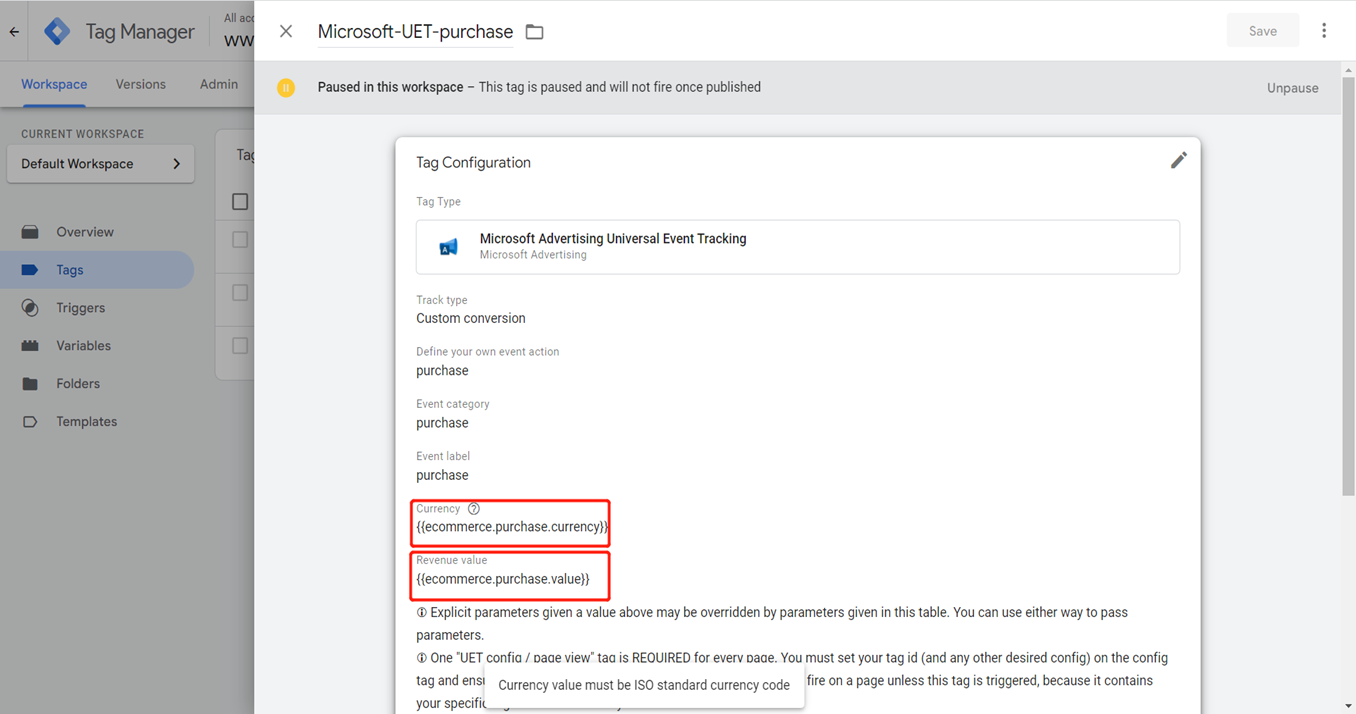 Tag Manager
All acc
ww
Microsoft-UET-purchase
Save
Workspace
Versions
Admin
Paused in this workspace – This tag is paused and will not fire once published
Unpause
CURRENT WORKSPACE
Default Workspace
Tag
Overview
Tags
Triggers
Variables
Folders
Templates
Tag Configuration
Tag Type
Microsoft Advertising Universal Event Tracking
Microsoft Advertising
Track type
Custom conversion
Define your own event action
purchase
Event category
purchase
Event label
purchase
Currency ?
{{ecommerce.purchase.currency}}
Revenue value
{{ecommerce.purchase.value}}
Explicit parameters given a value above may be overridden by parameters given in this table. You can use either way to pass
parameters.
One "UET config / page view" tag is REQUIRED for every page. You must set your tag id (and any other desired config) on the config
tag and ensu fire on a page unless this tag is triggered, because it contains
your specific
Currency value must be ISO standard currency code